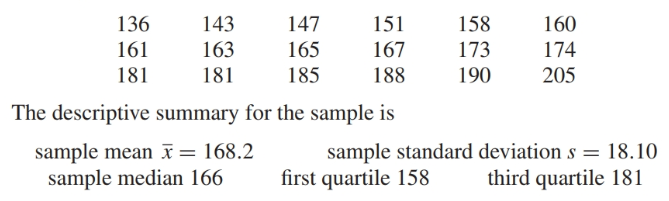 136 143 147 151 158 160
161 163 165 167 173 174
181 181 185 188 190 205
The descriptive summary for the sample is
sample mean x̄ = 168.2 sample standard deviation s = 18.10
sample median 166 first quartile 158 third quartile 181